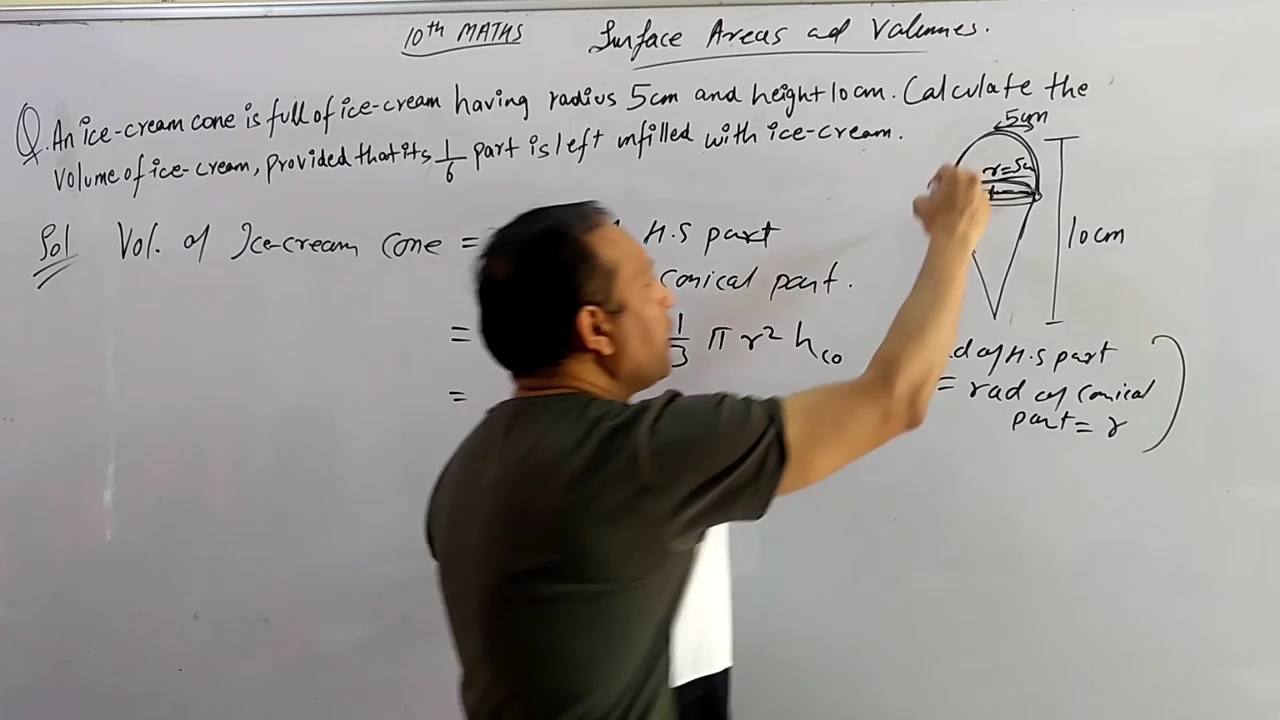 10th MATHS Surface Areas ad Volumes.
Q. An ice-cream cone is full of ice-cream having radius 5cm and height 10cm. Calculate the
volume of ice-cream, provided that its 1/6 part is left unfilled with ice-cream.
5cm
r=5c
10cm
Sol Vol. of Ice-cream Cone = H.S part
conical part.
= 1/3 π r² h co
=
d of H.S part
= rad of Conical
part = r